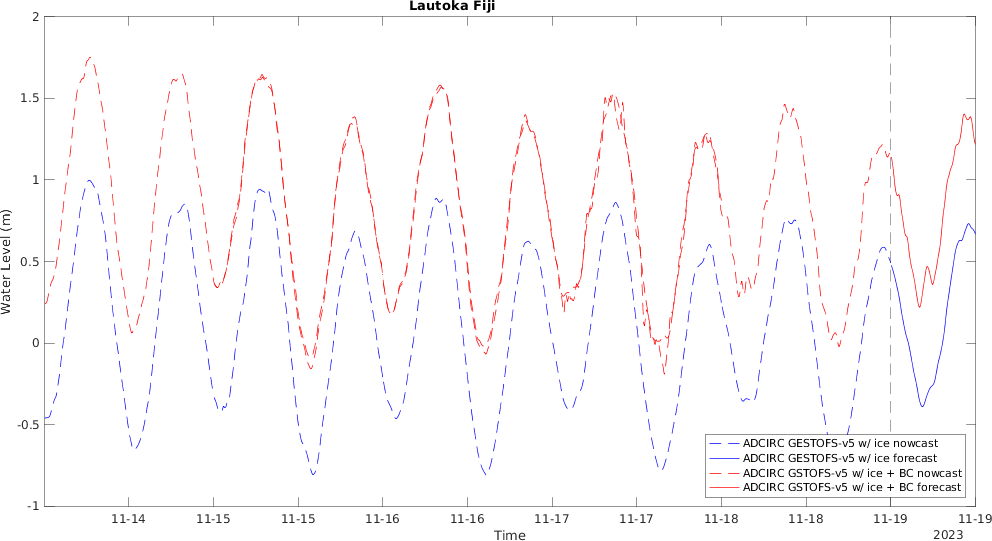 Lautoka Fiji
2
1.5
1
0.5
0
-0.5
-1
Water Level (m)
11-14
11-15
11-15
11-16
11-16
11-17
11-17
11-18
11-18
11-19
11-19
Time
2023
ADCIRC GESTOFS-v5 w/ ice nowcast
ADCIRC GESTOFS-v5 w/ ice forecast
ADCIRC GSTOFS-v5 w/ ice + BC nowcast
ADCIRC GSTOFS-v5 w/ ice + BC forecast